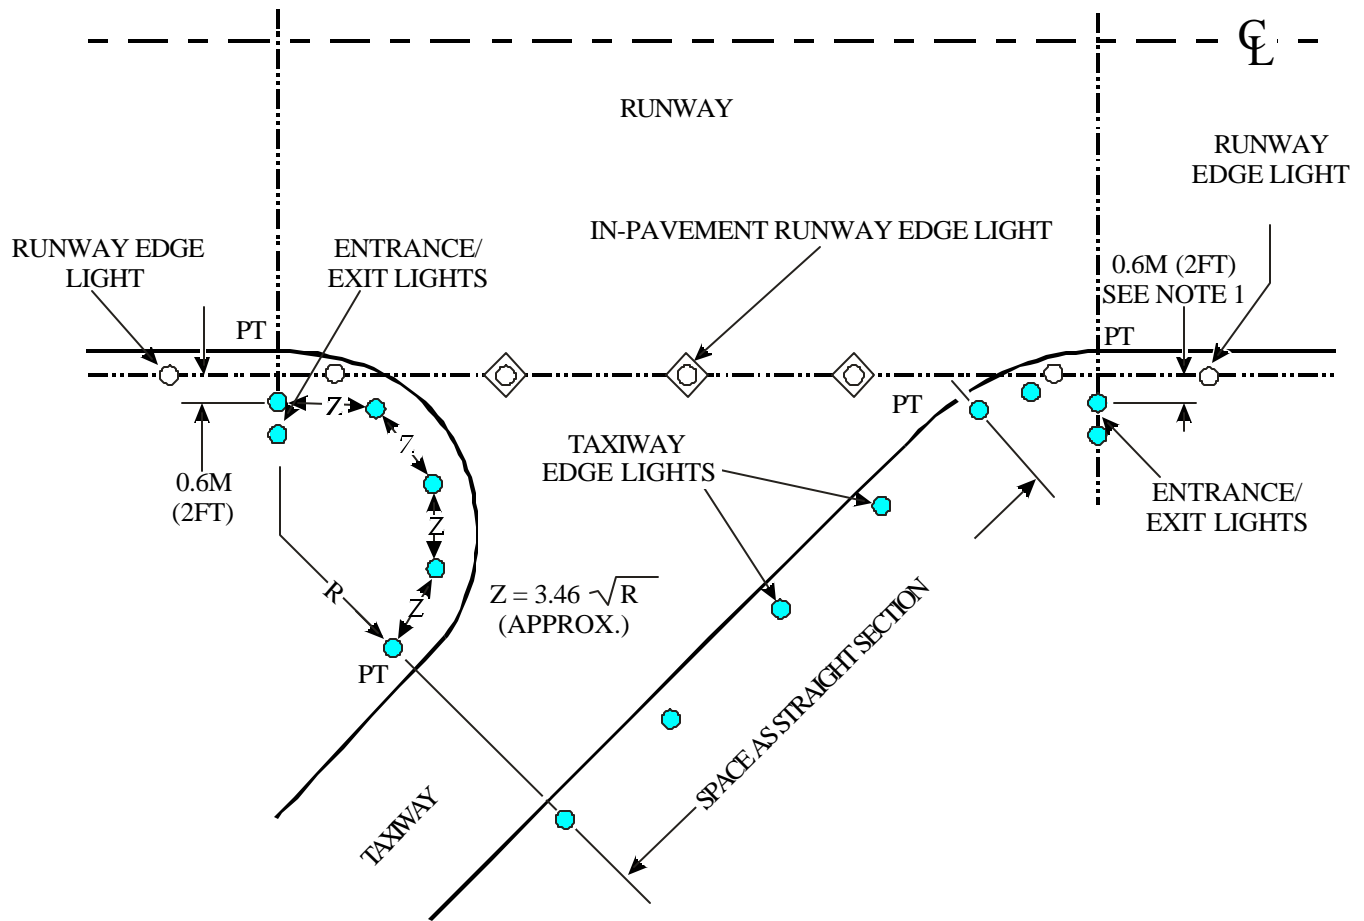 ℄
RUNWAY
RUNWAY
EDGE LIGHT
IN-PAVEMENT RUNWAY EDGE LIGHT
RUNWAY EDGE
LIGHT
ENTRANCE/
EXIT LIGHTS
0.6M (2FT)
SEE NOTE 1
PT
PT
PT
Z
Z
Z
Z
TAXIWAY
EDGE LIGHTS
0.6M
(2FT)
ENTRANCE/
EXIT LIGHTS
R
Z = 3.46 √R
(APPROX.)
PT
SPACE AS STRAIGHT SECTION
TAXIWAY